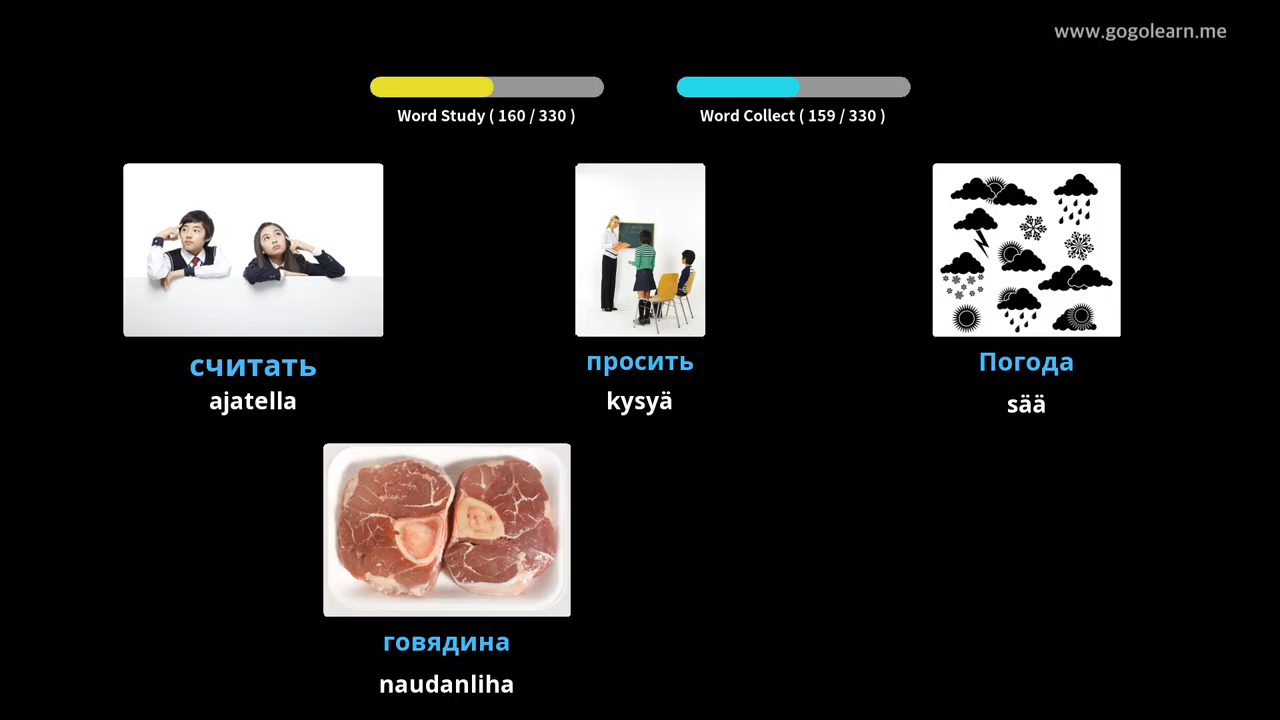 www.gogolearn.me
Word Study ( 160 / 330 )
Word Collect ( 159 / 330 )
считать
ajatella
просить
kysyä
Погода
sää
говядина
naudanliha